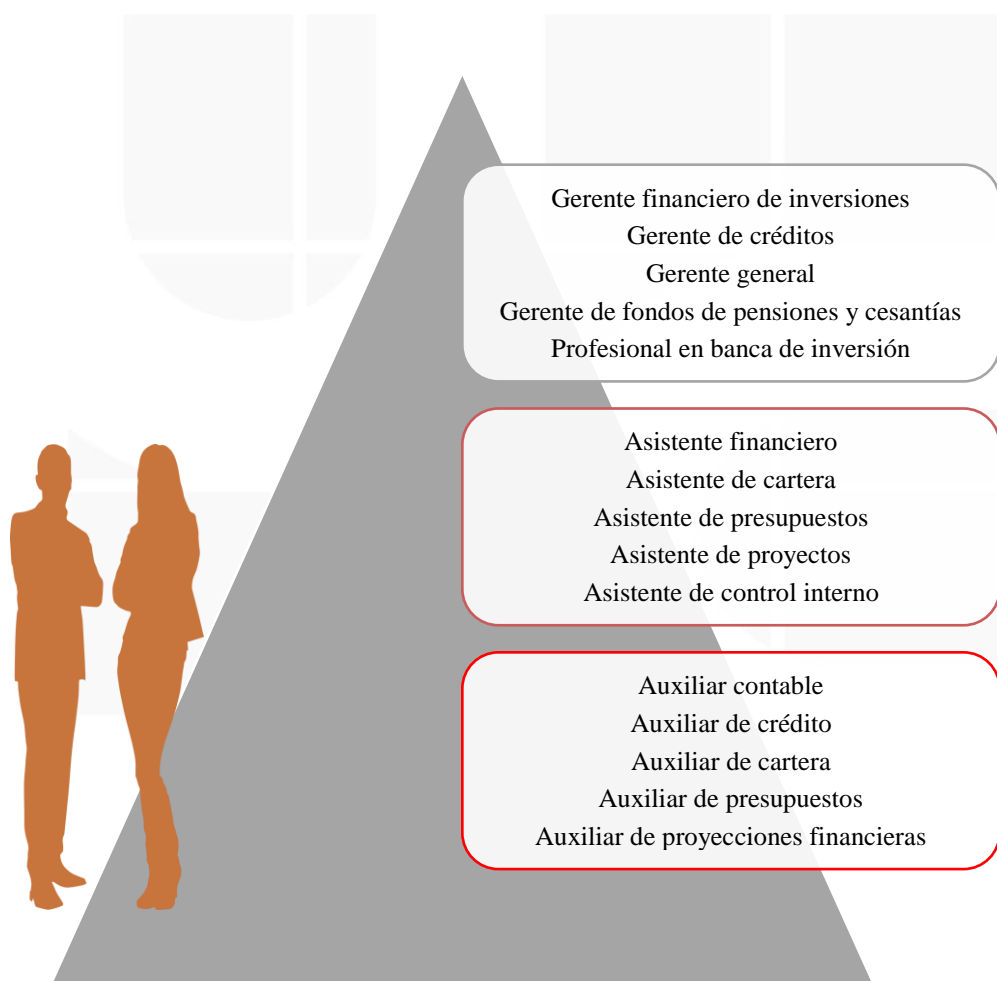 Gerente financiero de inversiones
Gerente de créditos
Gerente general
Gerente de fondos de pensiones y cesantías
Profesional en banca de inversión
Asistente financiero
Asistente de cartera
Asistente de presupuestos
Asistente de proyectos
Asistente de control interno
Auxiliar contable
Auxiliar de crédito
Auxiliar de cartera
Auxiliar de presupuestos
Auxiliar de proyecciones financieras